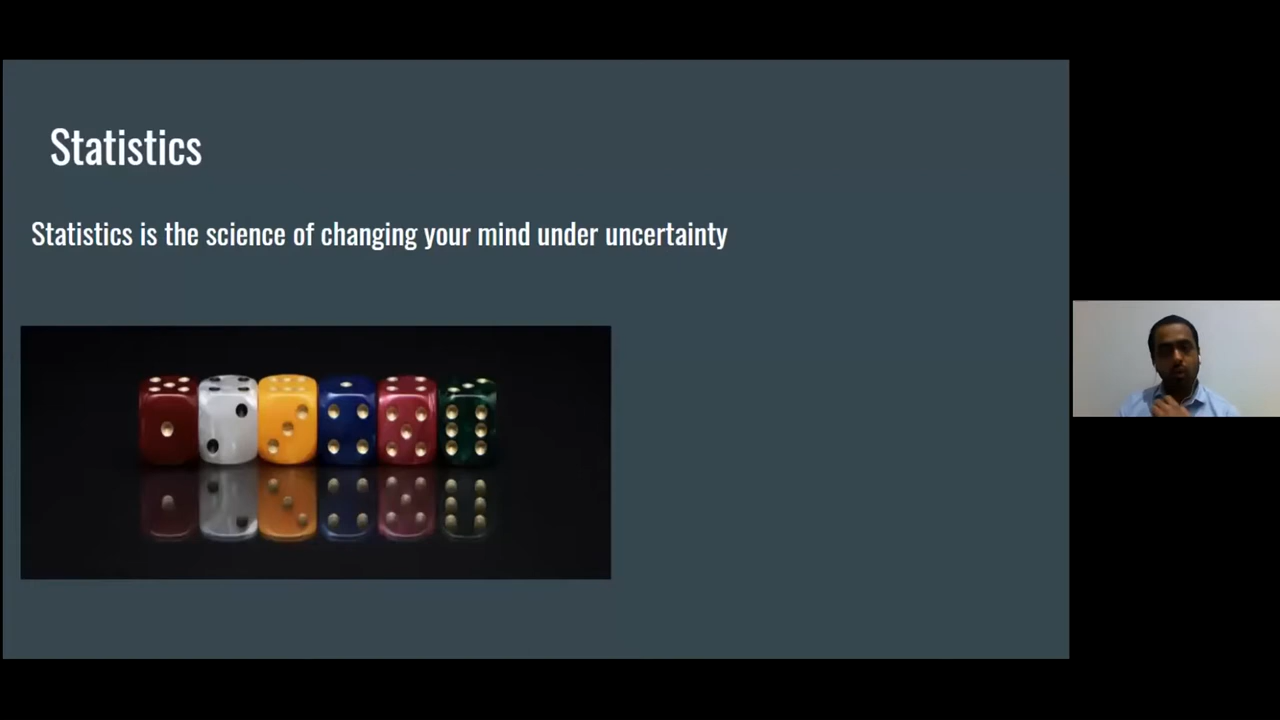 Statistics
Statistics is the science of changing your mind under uncertainty